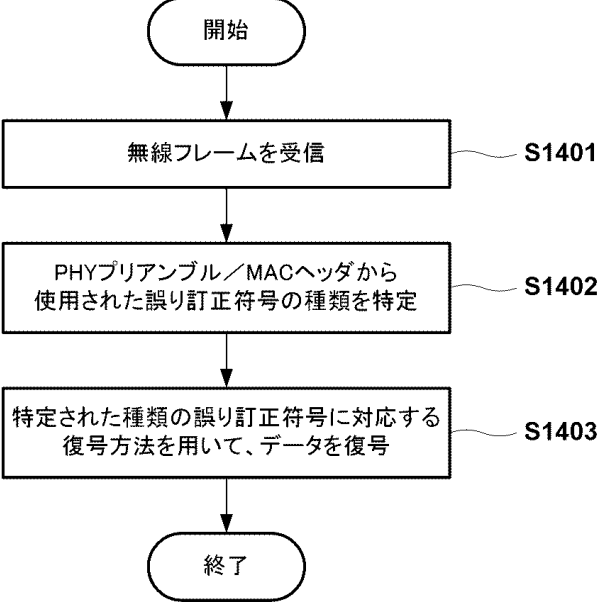 開始
無線フレームを受信
S1401
PHYプリアンブル／MACヘッダから
使用された誤り訂正符号の種類を特定
S1402
特定された種類の誤り訂正符号に対応する
復号方法を用いて、データを復号
S1403
終了